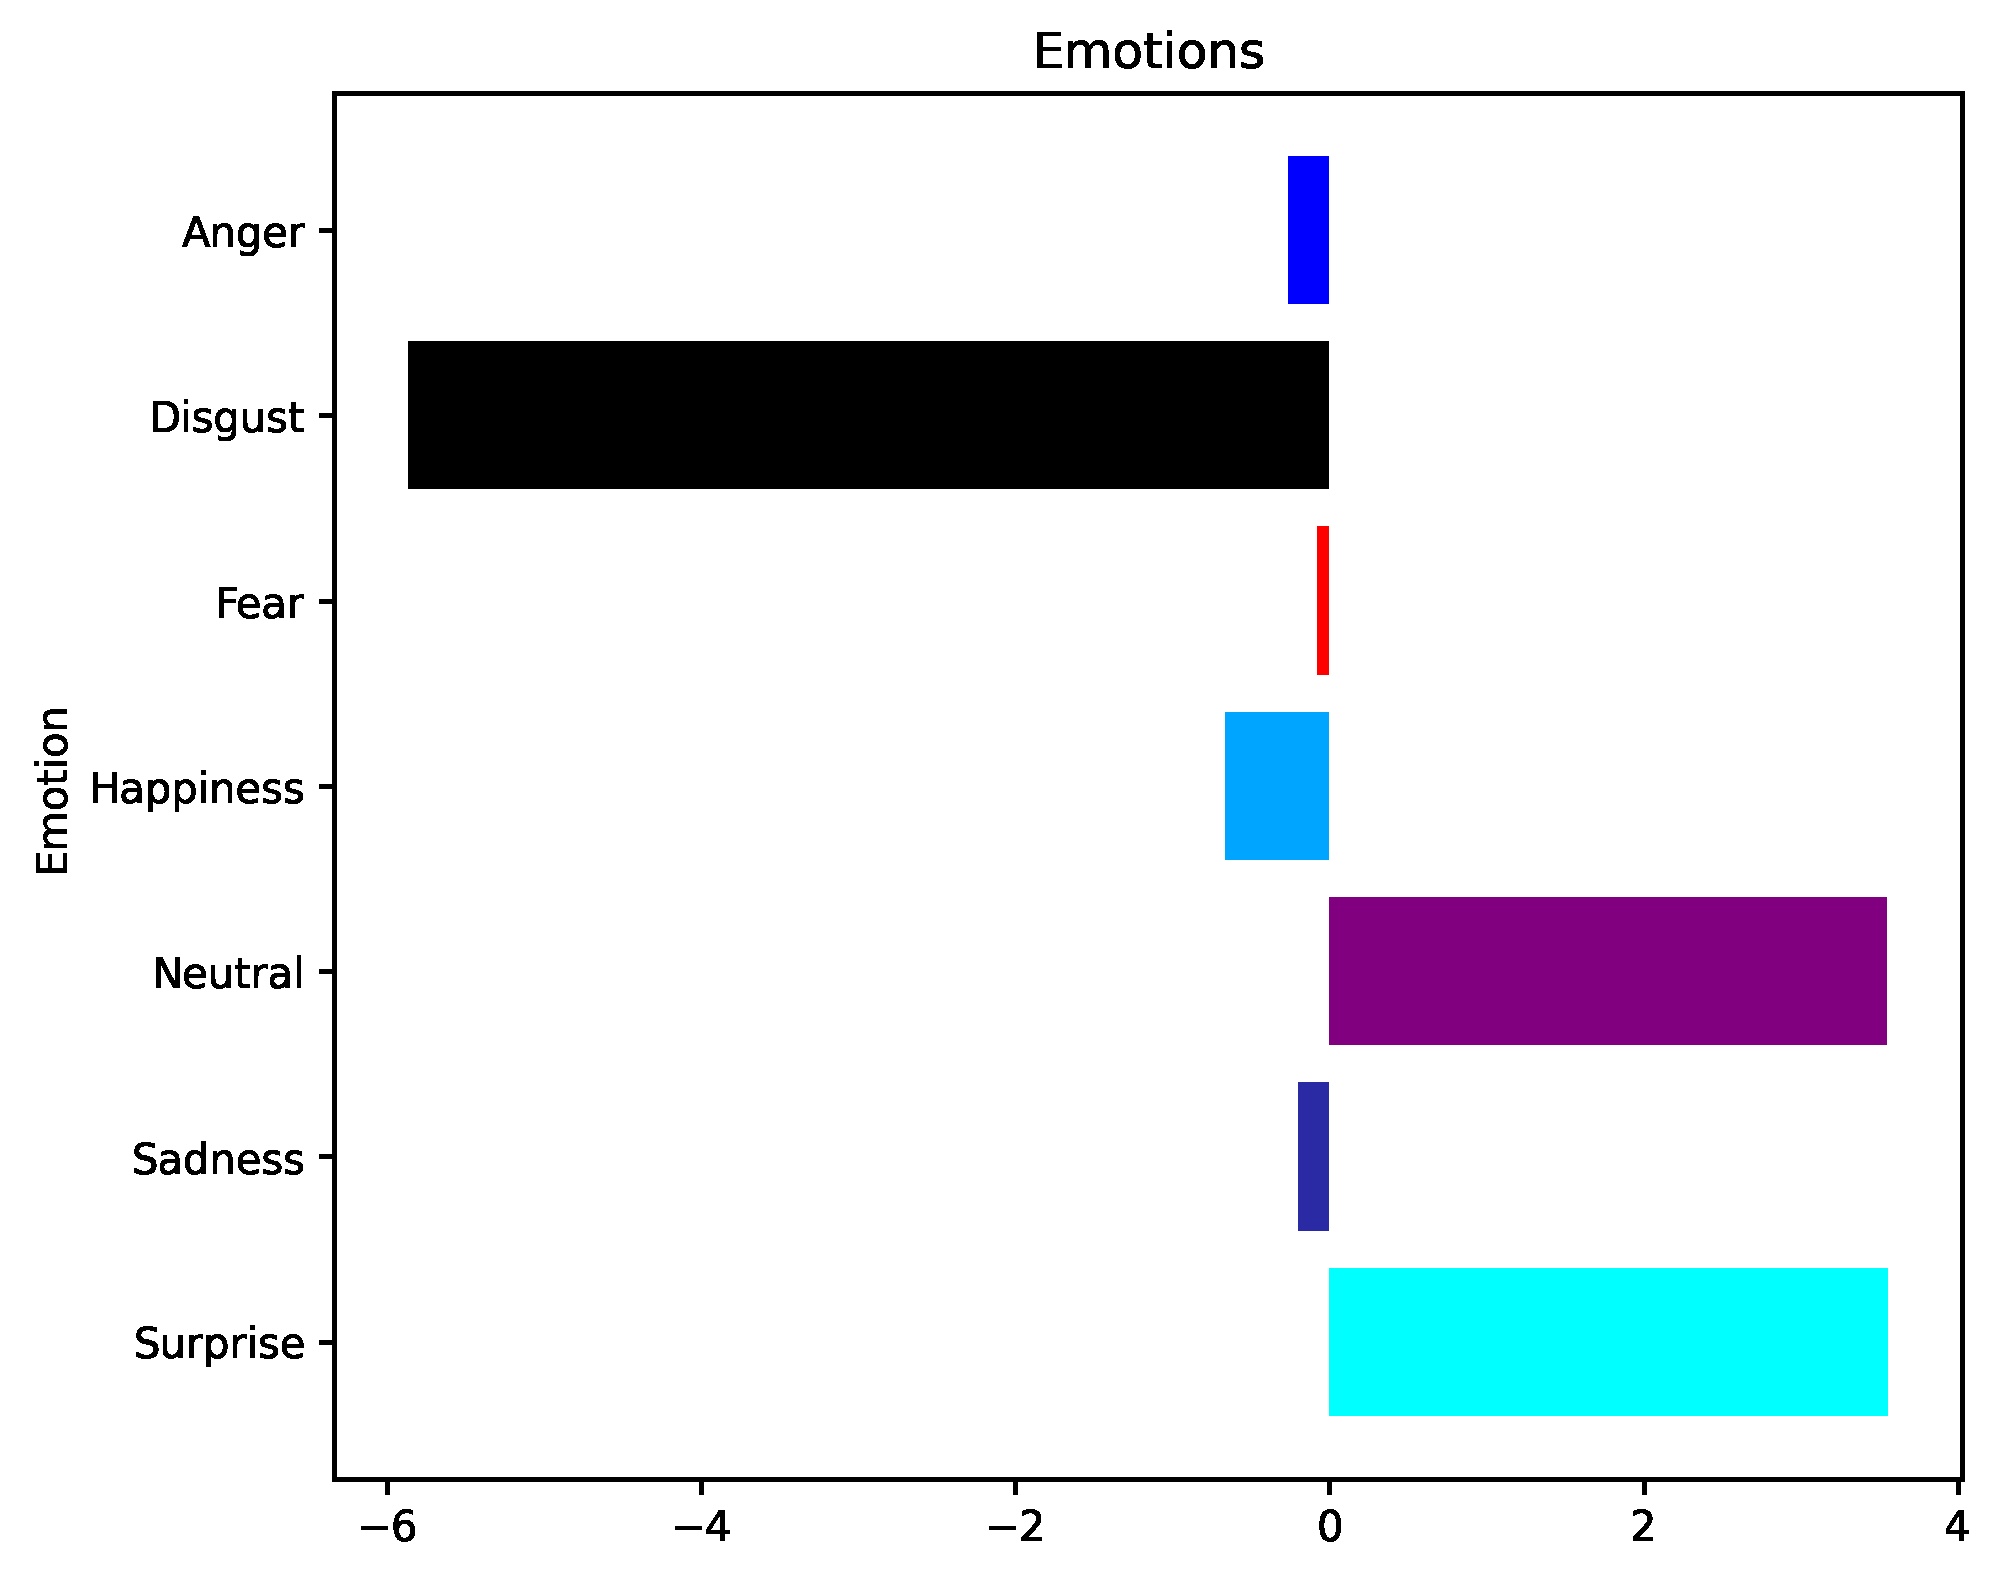 Emotions
Anger
Disgust
Fear
Happiness
Neutral
Sadness
Surprise
Emotion
−6 −4 −2 0 2 4